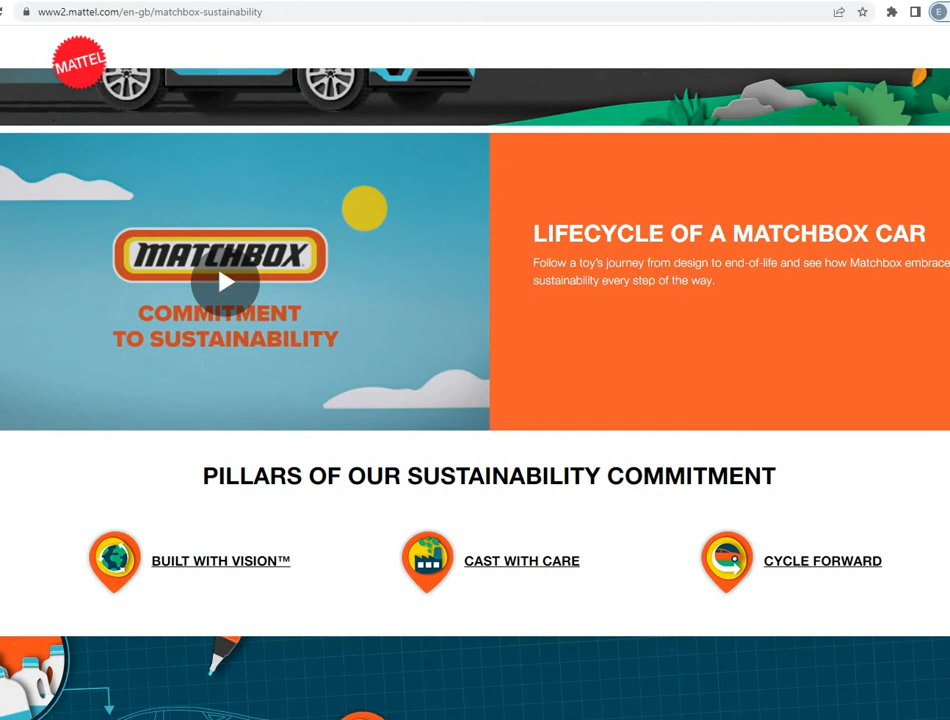 www2.mattel.com/en-gb/matchbox-sustainability
E
MATTEL
MATCHBOX
COMMITMENT
TO SUSTAINABILITY
LIFECYCLE OF A MATCHBOX CAR
Follow a toy's journey from design to end-of-life and see how Matchbox embrace
sustainability every step of the way.
PILLARS OF OUR SUSTAINABILITY COMMITMENT
BUILT WITH VISION™
CAST WITH CARE
CYCLE FORWARD